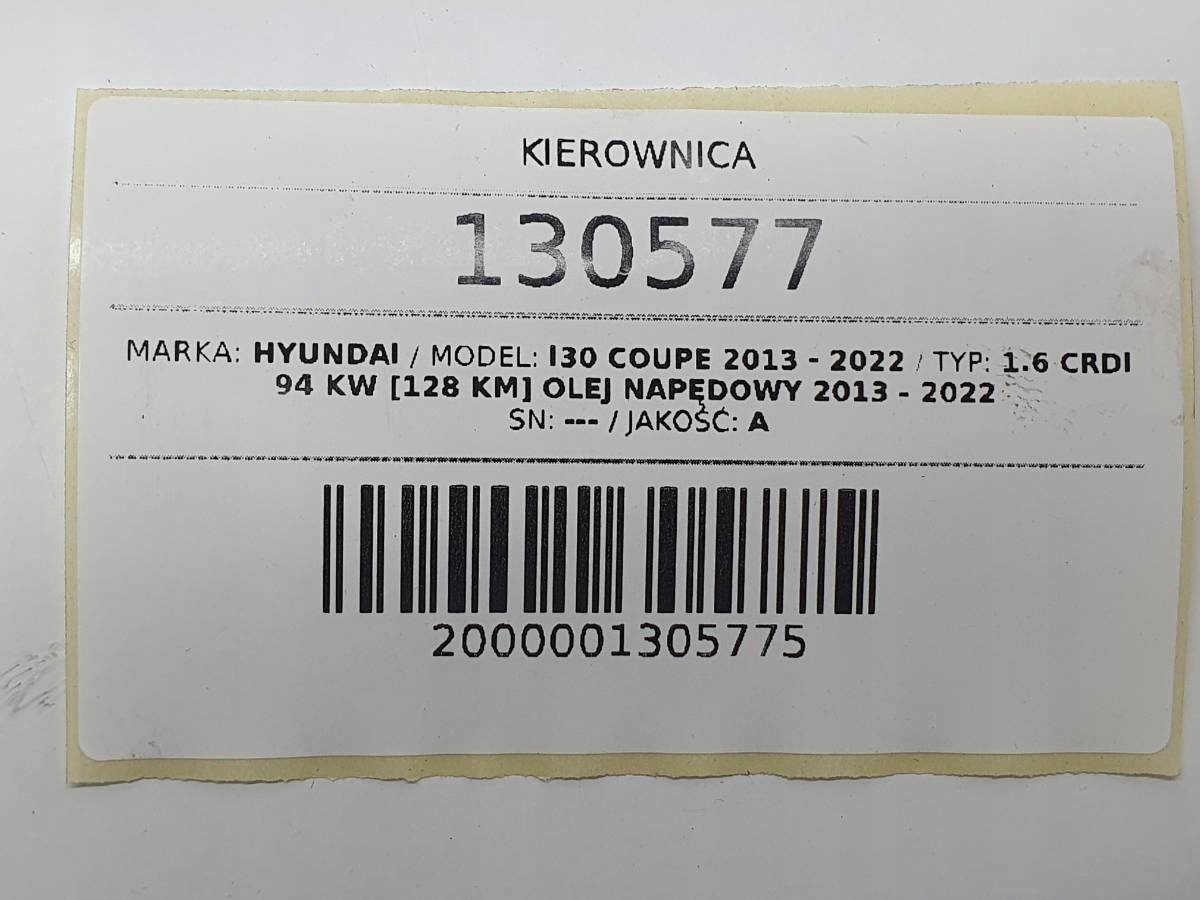 KIEROWNICA
130577
MARKA: HYUNDAI / MODEL: I30 COUPE 2013 - 2022 / TYP: 1.6 CRDI
94 KW [128 KM] OLEJ NAPĘDOWY 2013 - 2022
SN: --- / JAKOŚĆ: A
2000001305775